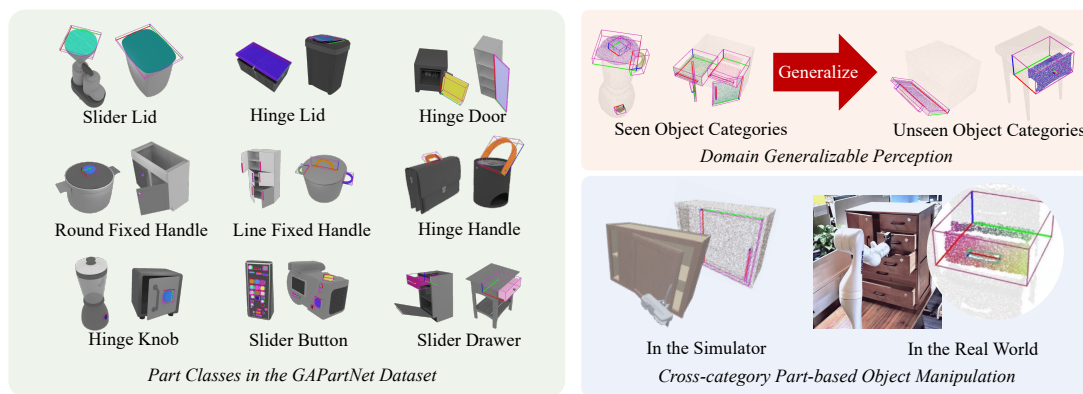 Slider Lid
Hinge Lid
Hinge Door
Round Fixed Handle
Line Fixed Handle
Hinge Handle
Hinge Knob
Slider Button
Slider Drawer
Part Classes in the GAPartNet Dataset
Generalize
Seen Object Categories
Unseen Object Categories
Domain Generalizable Perception
In the Simulator
In the Real World
Cross-category Part-based Object Manipulation